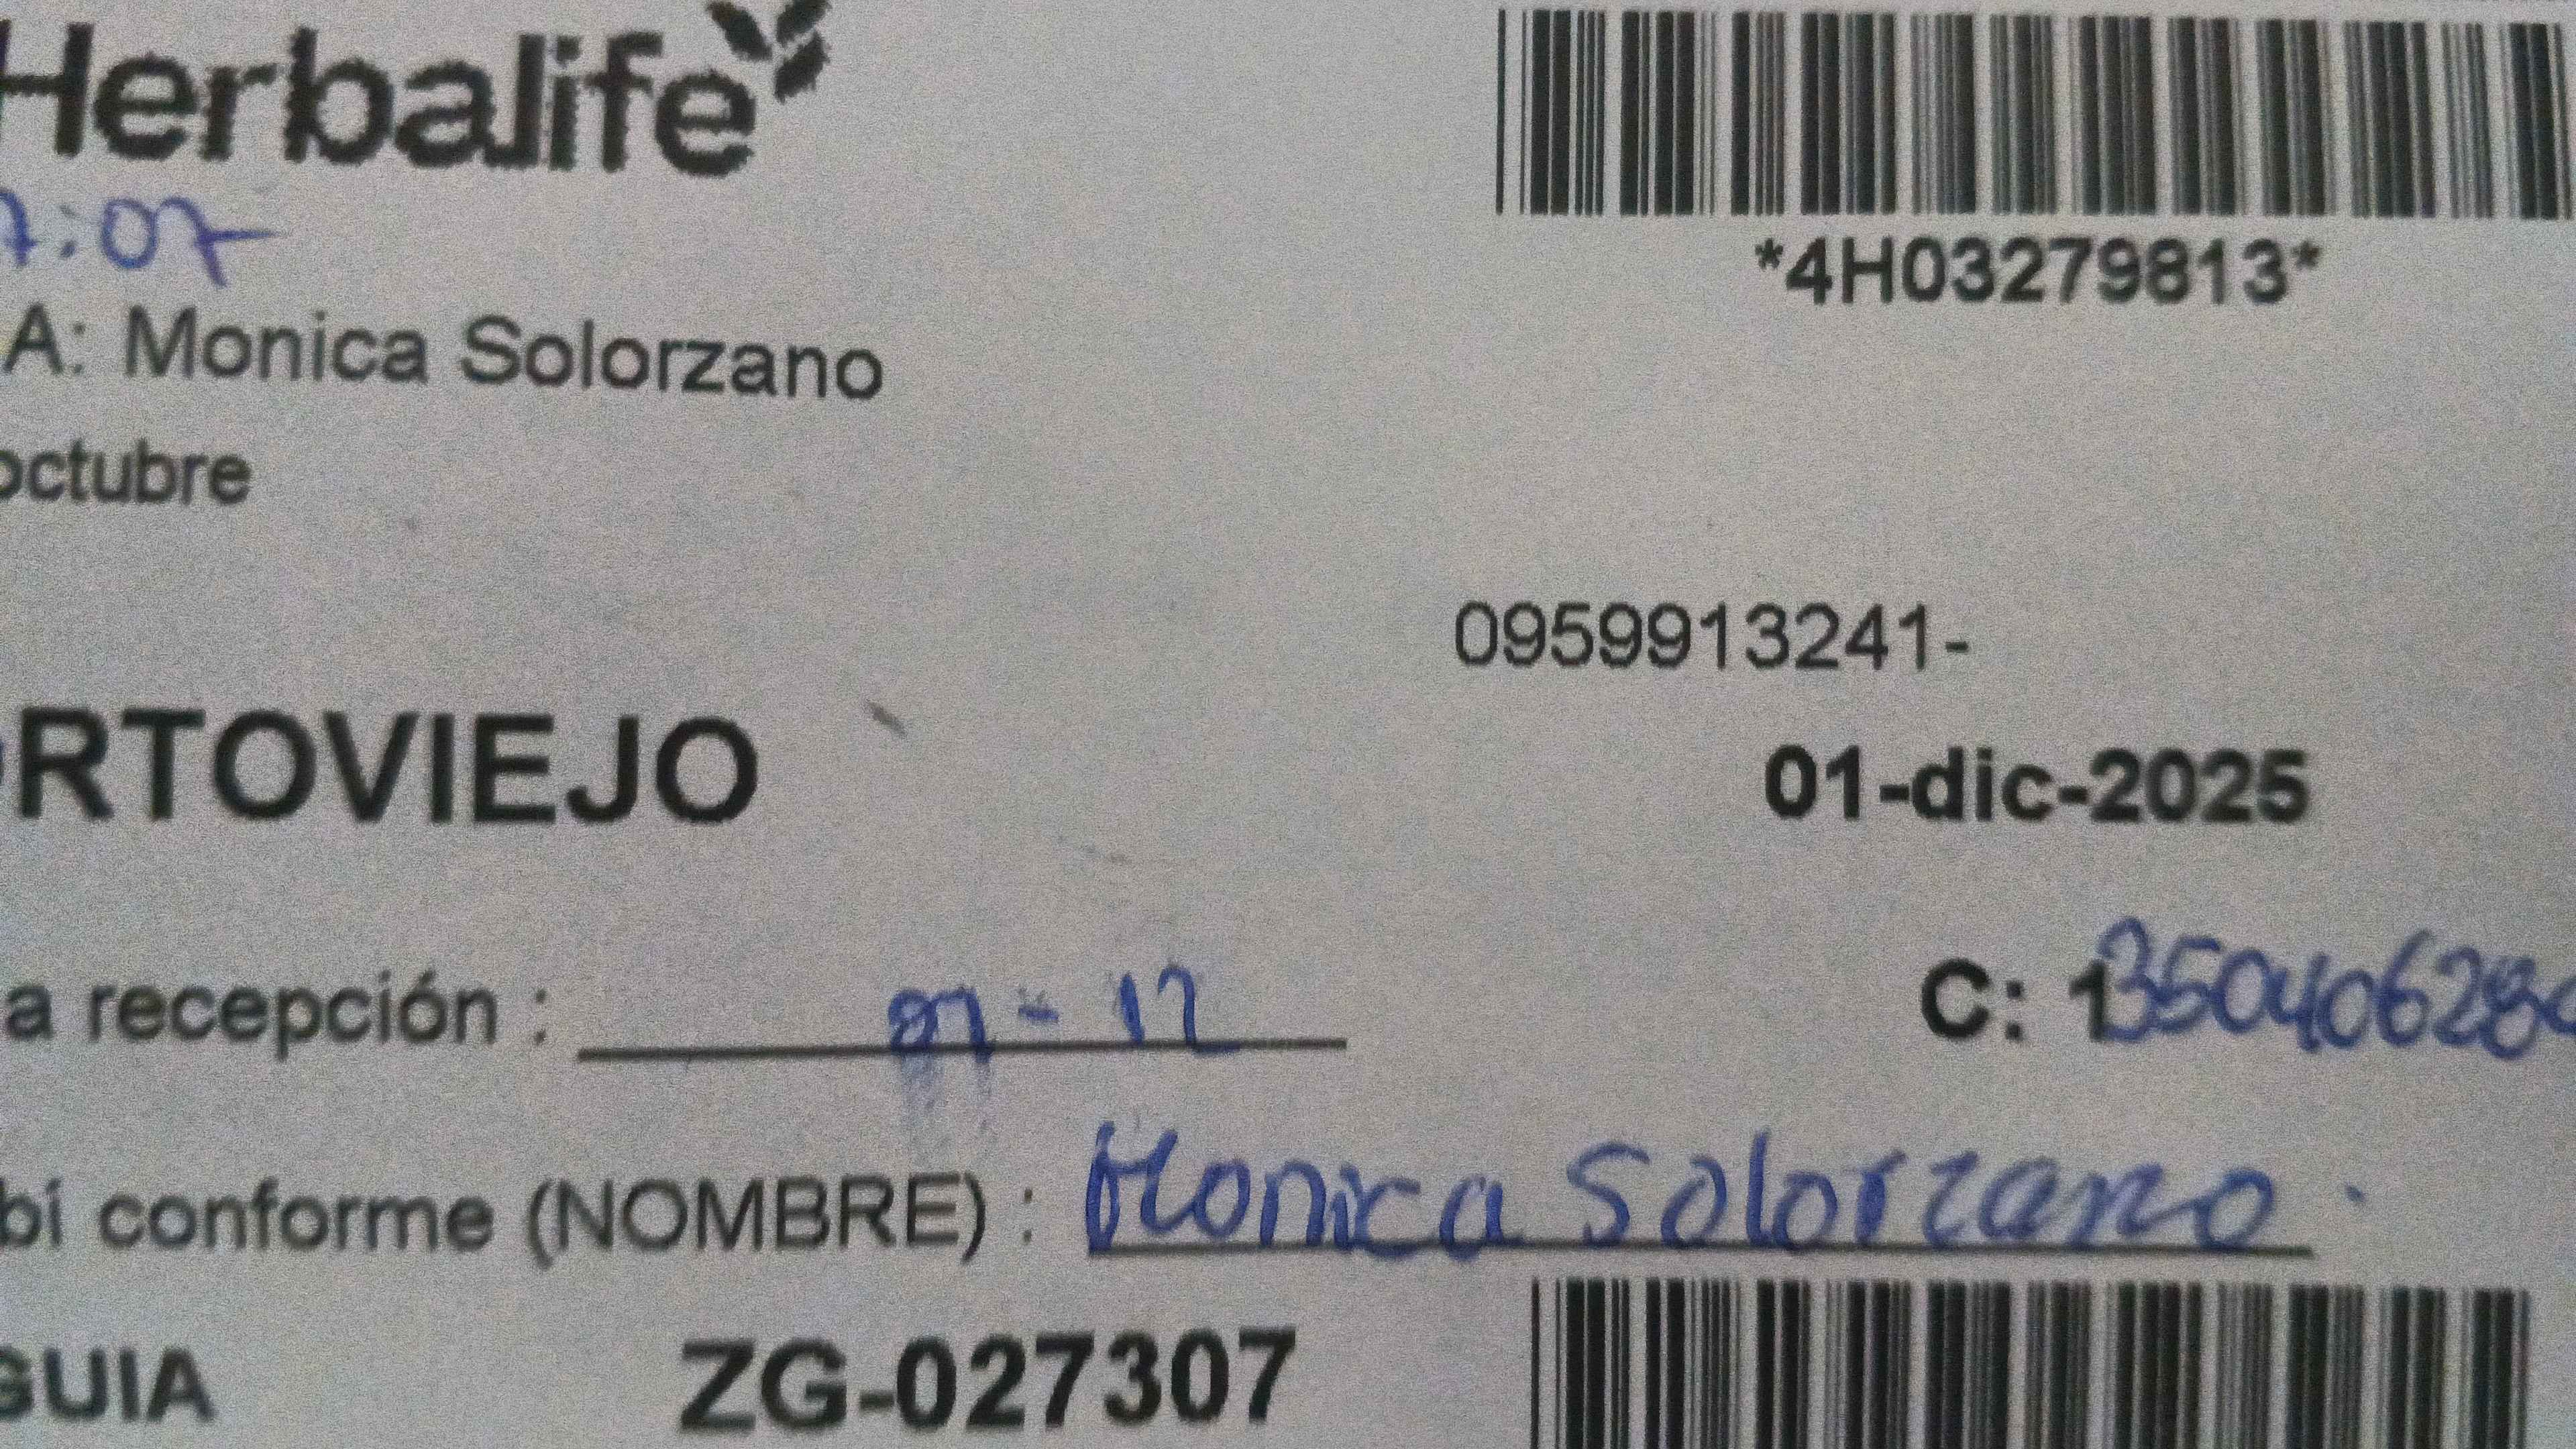 Herbalife
*4H03279813*
7:07
A: Monica Solorzano
octubre
0959913241-
RTOVIEJO
01-dic-2025
a recepción : 07-12
C: 1350406280
bí conforme (NOMBRE) : Monica Solorzano.
GUIA ZG-027307